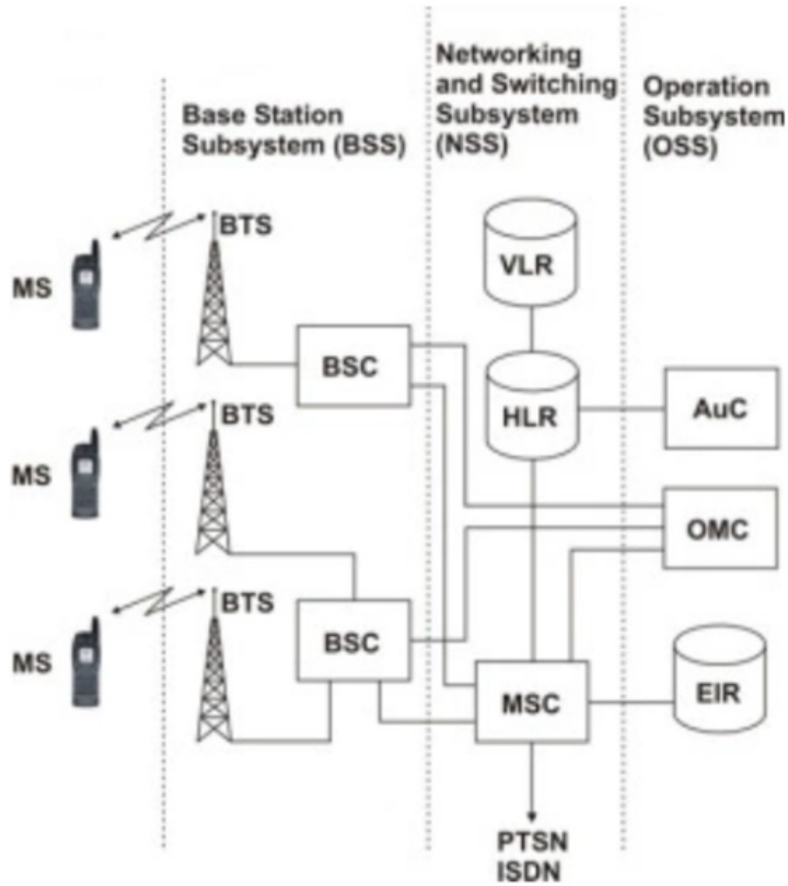 Base Station
Subsystem (BSS)
Networking
and Switching
Subsystem
(NSS)
Operation
Subsystem
(OSS)
MS
BTS
VLR
BSC
HLR
AuC
MS
BTS
OMC
MS
BTS
BSC
MSC
EIR
PTSN
ISDN